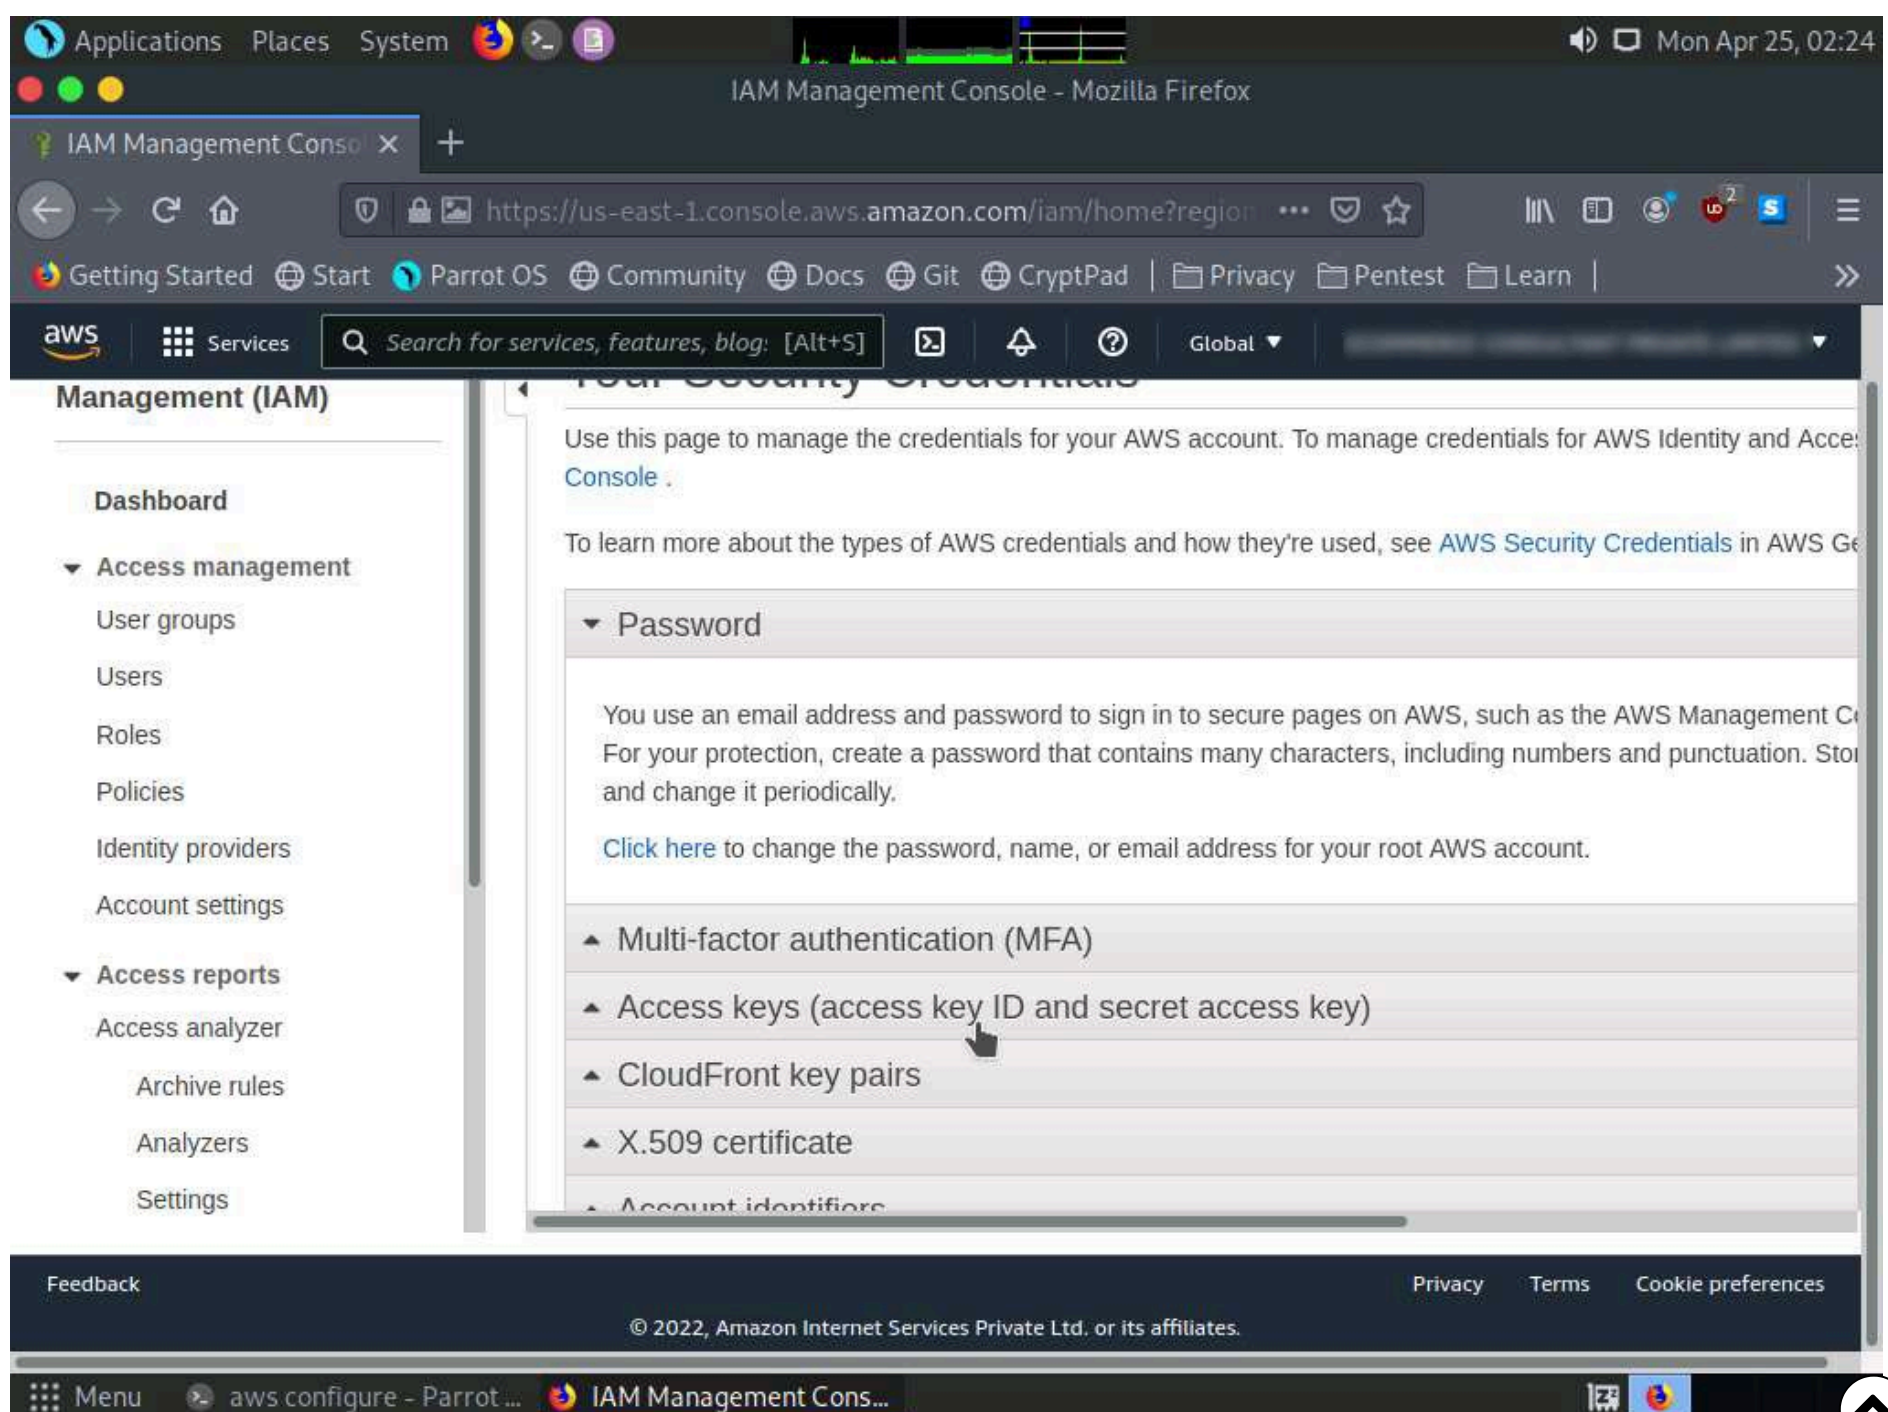 Applications Places System Mon Apr 25, 02:24
IAM Management Console - Mozilla Firefox
IAM Management Conso
https://us-east-1.console.aws.amazon.com/iam/home?region ••• 2
Getting Started Start Parrot OS Community Docs Git CryptPad Privacy Pentest Learn
aws Services Search for services, features, blog: [Alt+S] Global
Management (IAM)
Dashboard
Access management
User groups
Users
Roles
Policies
Identity providers
Account settings
Access reports
Access analyzer
Archive rules
Analyzers
Settings
Your Security Credentials
Use this page to manage the credentials for your AWS account. To manage credentials for AWS Identity and Acce
Console .
To learn more about the types of AWS credentials and how they're used, see AWS Security Credentials in AWS Ge
Password
You use an email address and password to sign in to secure pages on AWS, such as the AWS Management Co
For your protection, create a password that contains many characters, including numbers and punctuation. Stor
and change it periodically.
Click here to change the password, name, or email address for your root AWS account.
Multi-factor authentication (MFA)
Access keys (access key ID and secret access key)
CloudFront key pairs
X.509 certificate
Account identifiers
Feedback Privacy Terms Cookie preferences
© 2022, Amazon Internet Services Private Ltd. or its affiliates.
Menu aws configure - Parrot ... IAM Management Cons...